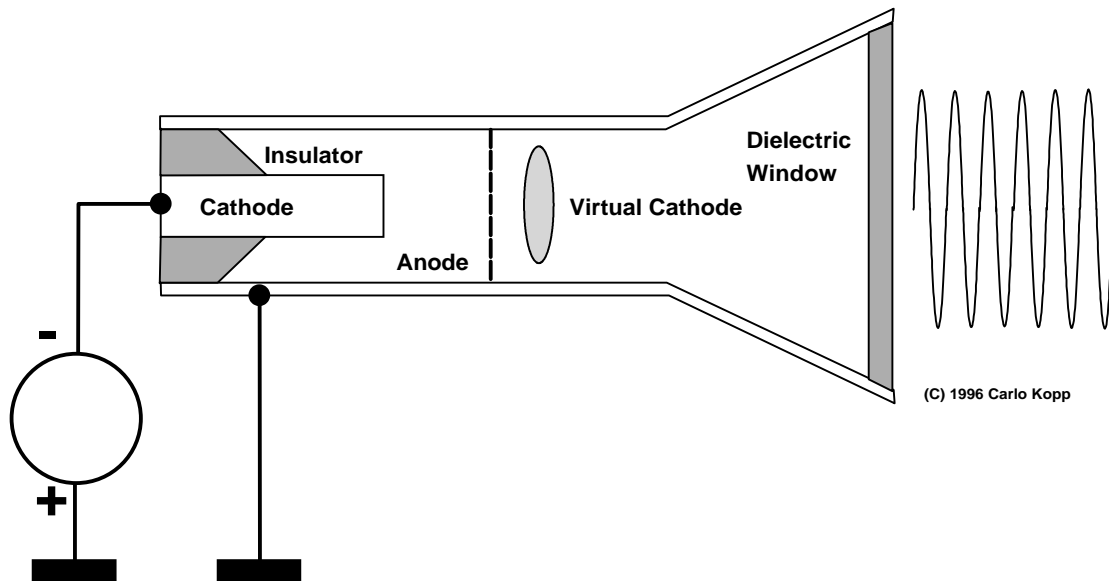 Insulator
Cathode
Anode
Virtual Cathode
Dielectric
Window
-
+
(C) 1996 Carlo Kopp